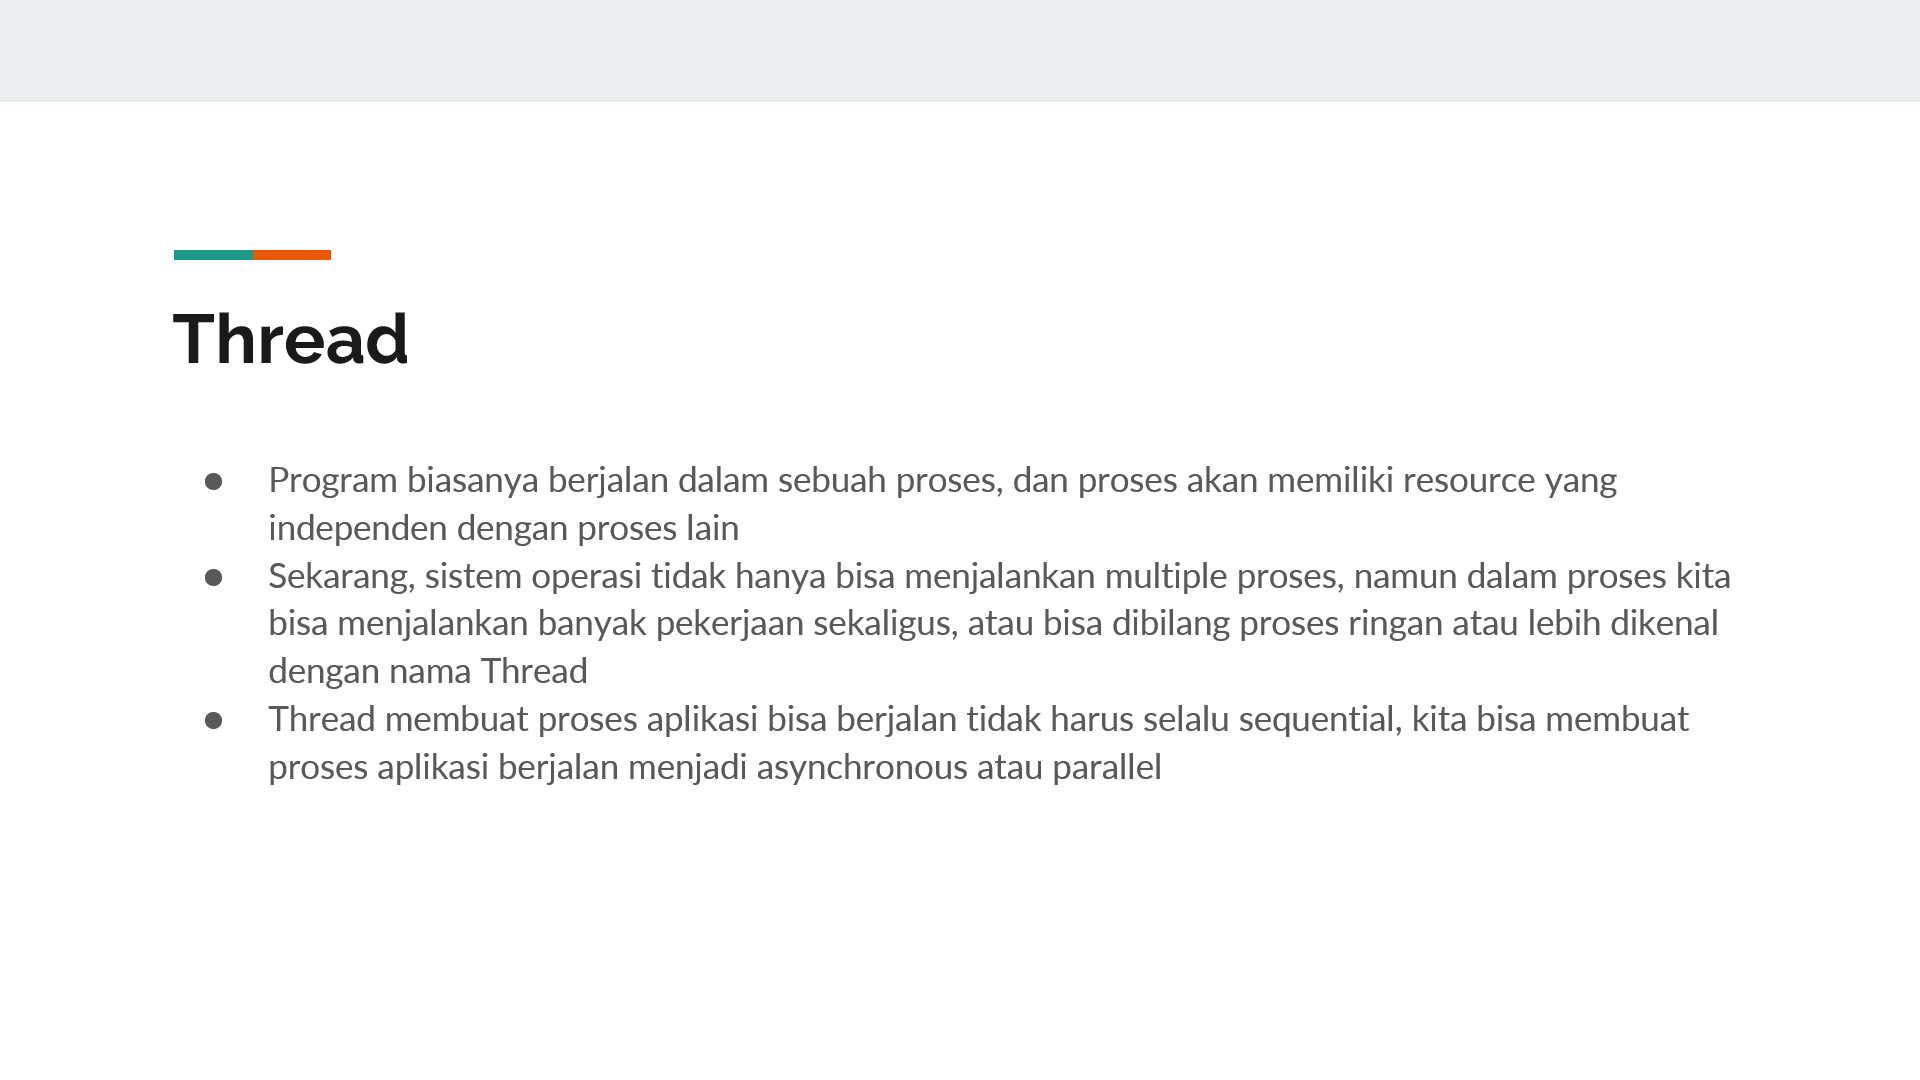 Thread
● Program biasanya berjalan dalam sebuah proses, dan proses akan memiliki resource yang
independen dengan proses lain
● Sekarang, sistem operasi tidak hanya bisa menjalankan multiple proses, namun dalam proses kita
bisa menjalankan banyak pekerjaan sekaligus, atau bisa dibilang proses ringan atau lebih dikenal
dengan nama Thread
● Thread membuat proses aplikasi bisa berjalan tidak harus selalu sequential, kita bisa membuat
proses aplikasi berjalan menjadi asynchronous atau parallel